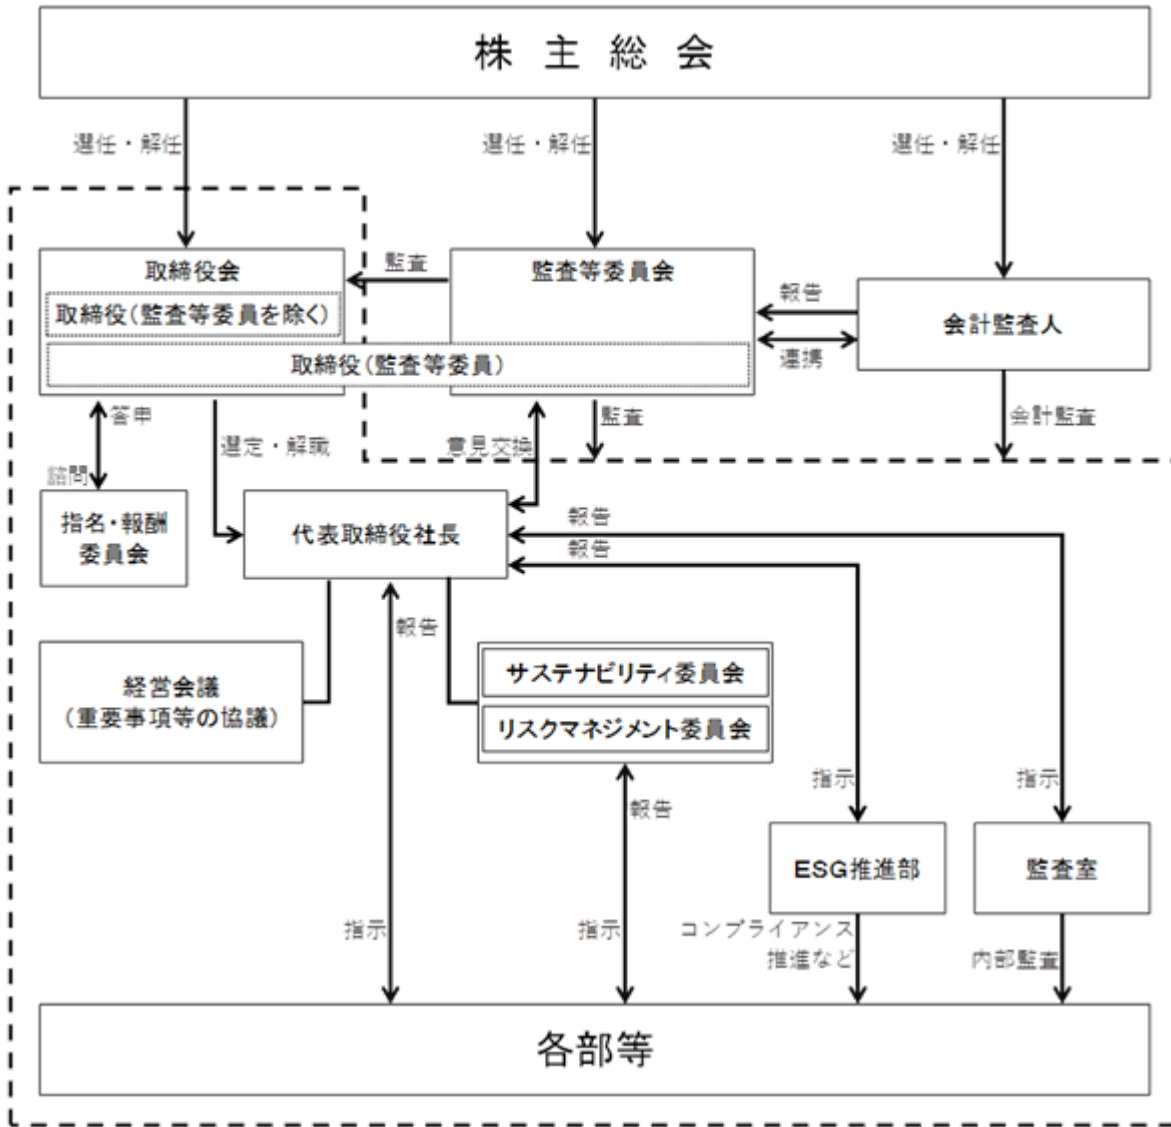 株主総会
選任・解任
選任・解任
選任・解任
取締役会
取締役(監査等委員を除く)
監査
監査等委員会
取締役(監査等委員)
報告
連携
会計監査人
答申
諮問
選定・解職
意見交換
監査
会計監査
指名・報酬
委員会
代表取締役社長
報告
報告
経営会議
(重要事項等の協議)
報告
サステナビリティ委員会
リスクマネジメント委員会
報告
指示
指示
ESG推進部
監査室
指示
指示
コンプライアンス
推進など
内部監査
各部等